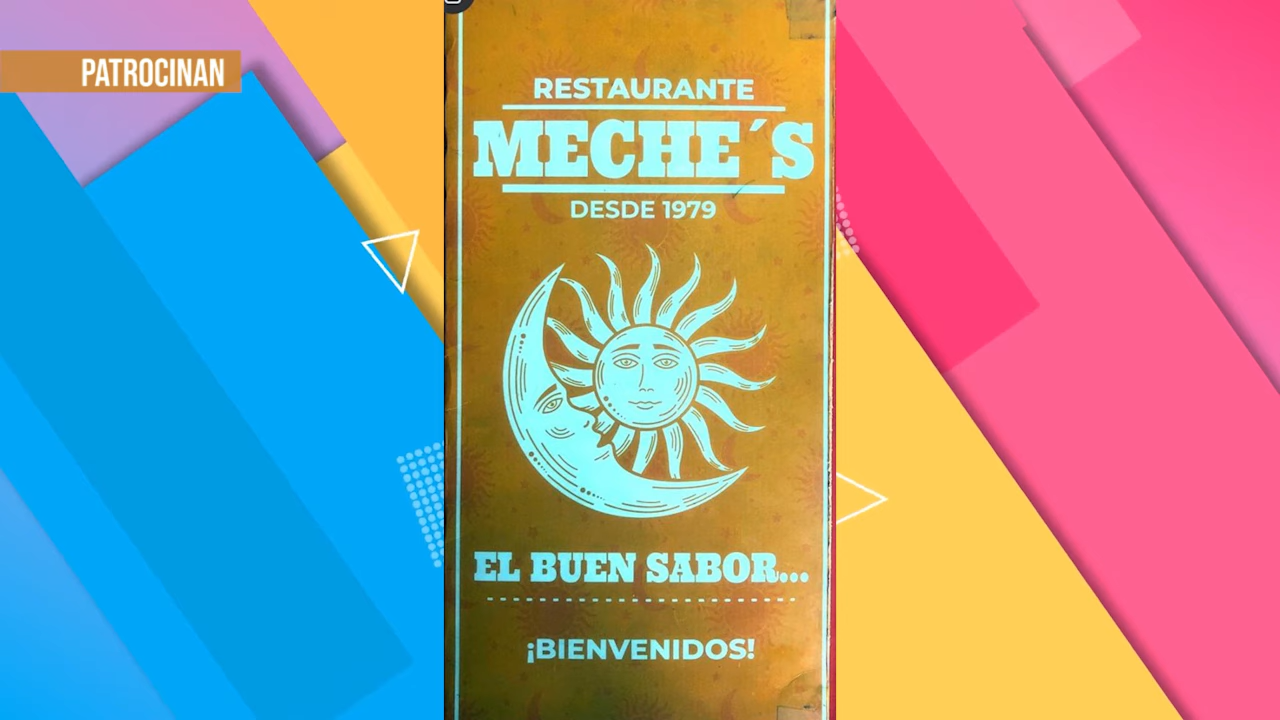 PATROCINAN
RESTAURANTE
MECHE´S
DESDE 1979
EL BUEN SABOR...
¡BIENVENIDOS!